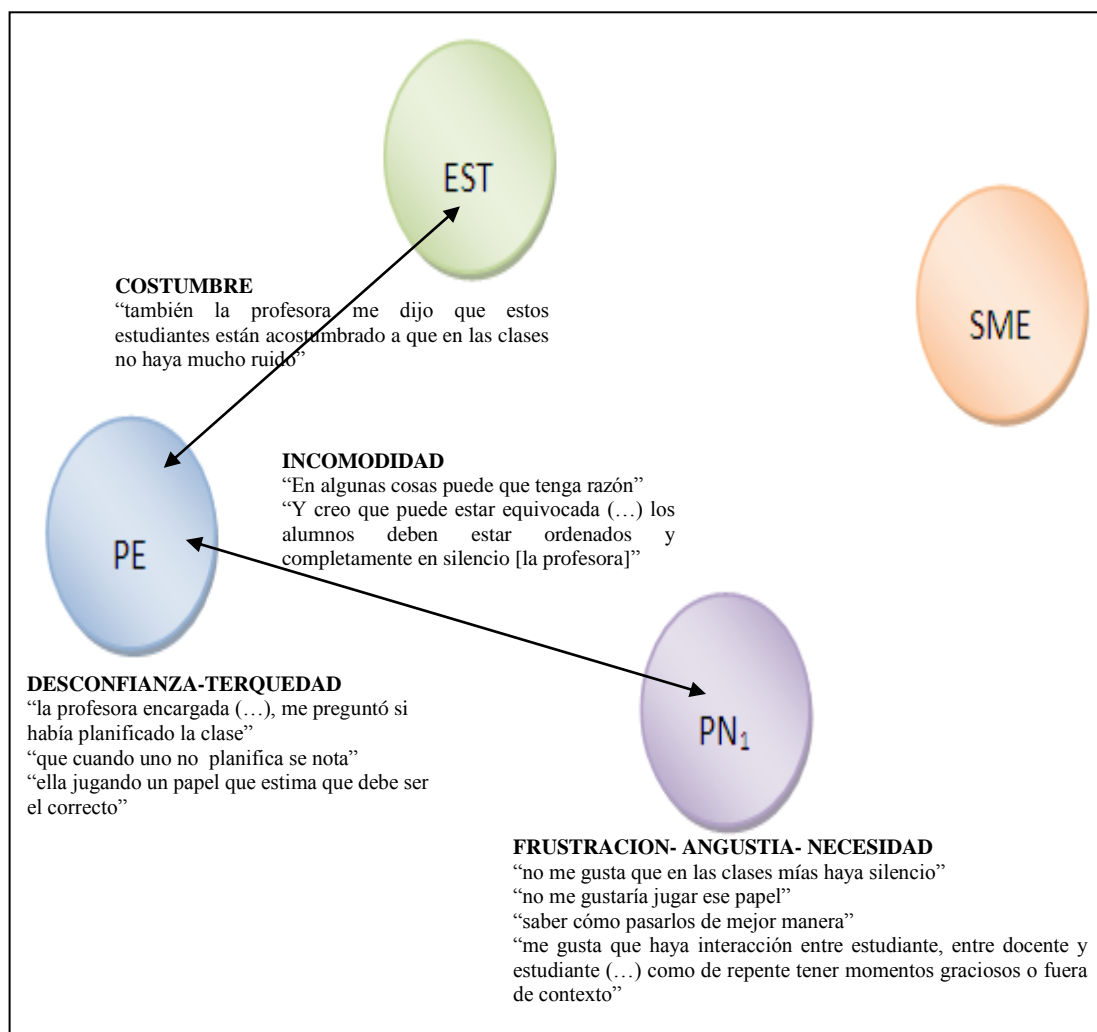 EST
SME
COSTUMBRE
“también la profesora me dijo que estos
estudiantes están acostumbrado a que en las clases
no haya mucho ruido”
INCOMODIDAD
“En algunas cosas puede que tenga razón”
“Y creo que puede estar equivocada (…) los
alumnos deben estar ordenados y
completamente en silencio [la profesora]”
PE
DESCONFIANZA-TERQUEDAD
“la profesora encargada (…), me preguntó si
había planificado la clase”
“que cuando uno no planifica se nota”
“ella jugando un papel que estima que debe ser
el correcto”
PN₁
FRUSTRACION- ANGUSTIA- NECESIDAD
“no me gusta que en las clases mías haya silencio”
“no me gustaría jugar ese papel”
“saber cómo pasarlos de mejor manera”
“me gusta que haya interacción entre estudiante, entre docente y
estudiante (…) como de repente tener momentos graciosos o fuera
de contexto”